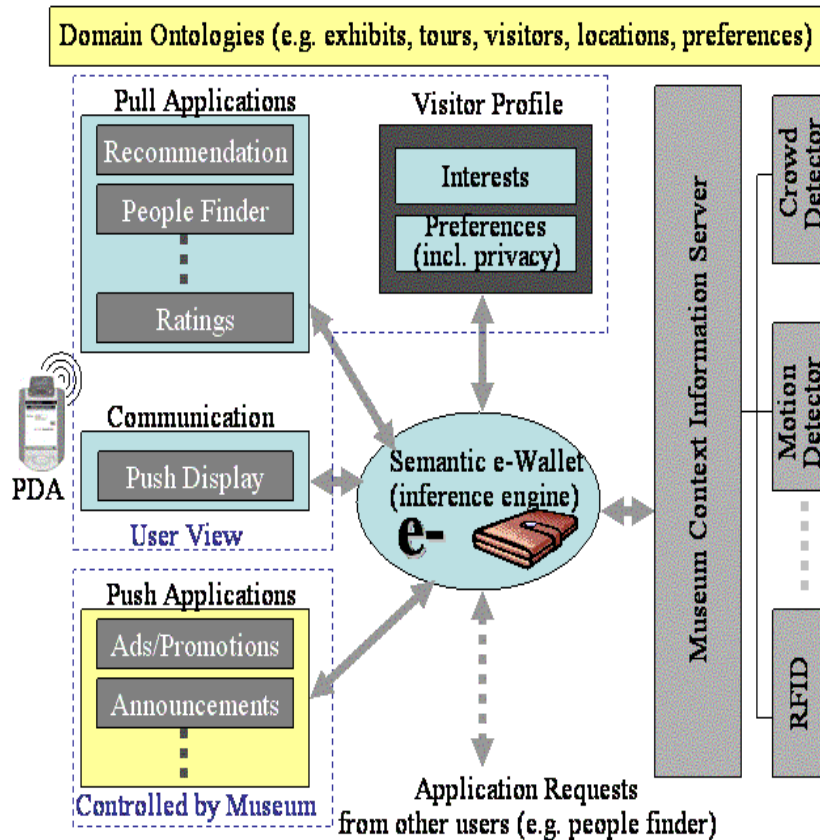 Domain Ontologies (e.g. exhibits, tours, visitors, locations, preferences)
Pull Applications
Recommendation
People Finder
Ratings
Visitor Profile
Interests
Preferences
(incl. privacy)
Communication
Push Display
PDA
User View
Semantic e-Wallet
(inference engine)
e-
Push Applications
Ads/Promotions
Announcements
Controlled by Museum
Application Requests
from other users (e.g. people finder)
Museum Context Information Server
Crowd
Detector
Motion
Detector
RFID